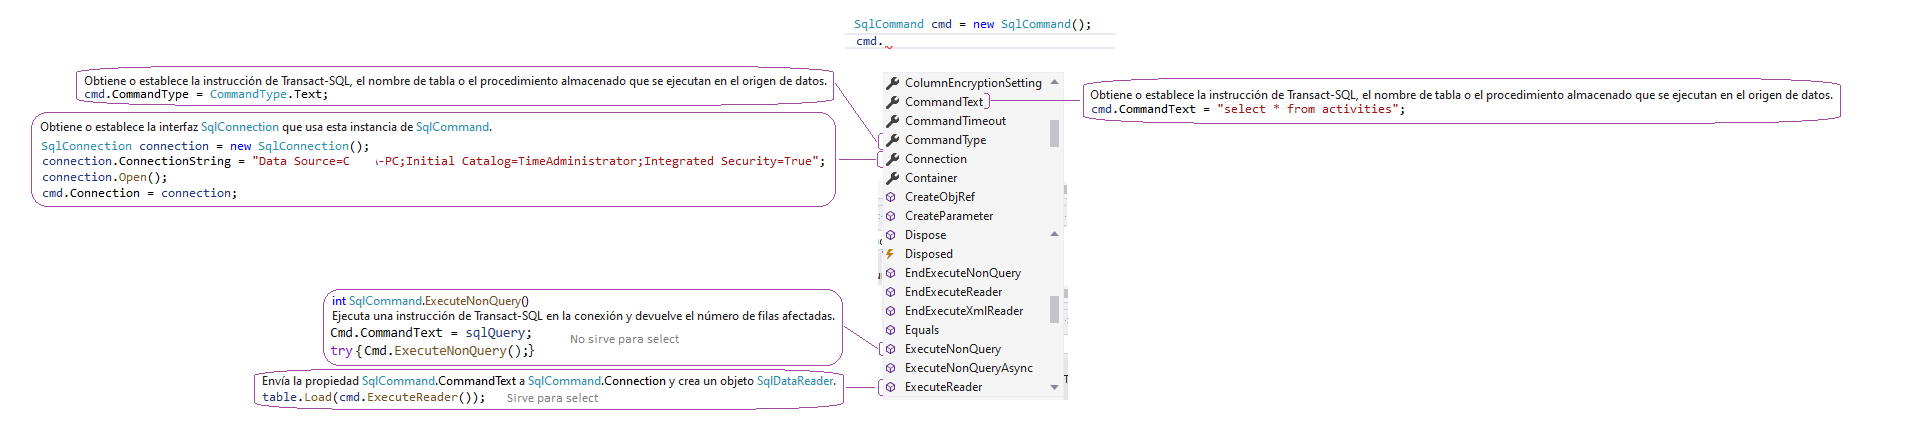 SqlCommand cmd = new SqlCommand();
cmd.
Obtiene o establece la instrucción de Transact-SQL, el nombre de tabla o el procedimiento almacenado que se ejecutan en el origen de datos.
cmd.CommandType = CommandType.Text;
Obtiene o establece la interfaz SqlConnection que usa esta instancia de SqlCommand.
SqlConnection connection = new SqlConnection();
connection.ConnectionString = "Data Source=C -PC;Initial Catalog=TimeAdministrator;Integrated Security=True";
connection.Open();
cmd.Connection = connection;
int SqlCommand.ExecuteNonQuery()
Ejecuta una instrucción de Transact-SQL en la conexión y devuelve el número de filas afectadas.
Cmd.CommandText = sqlQuery;
No sirve para select
try{Cmd.ExecuteNonQuery();}
Envía la propiedad SqlCommand.CommandText a SqlCommand.Connection y crea un objeto SqlDataReader.
table.Load(cmd.ExecuteReader());
Sirve para select
ColumnEncryptionSetting
CommandText
CommandTimeout
CommandType
Connection
Container
CreateObjRef
CreateParameter
Dispose
Disposed
EndExecuteNonQuery
EndExecuteReader
EndExecuteXmlReader
Equals
ExecuteNonQuery
ExecuteNonQueryAsync
ExecuteReader
Obtiene o establece la instrucción de Transact-SQL, el nombre de tabla o el procedimiento almacenado que se ejecutan en el origen de datos.
cmd.CommandText = "select * from activities";